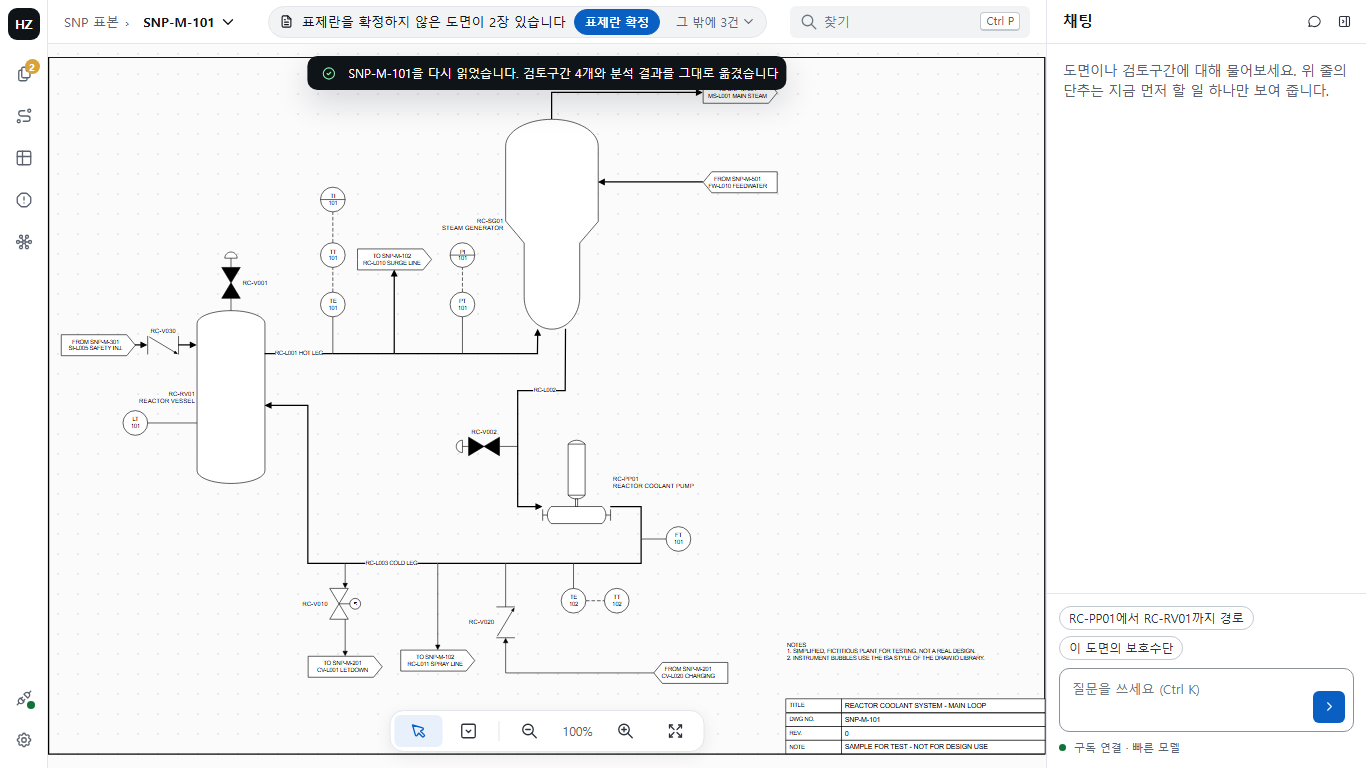 HZ
SNP 표본 › SNP-M-101
표제란을 확정하지 않은 도면이 2장 있습니다
표제란 확정
그 밖에 3건
찾기
Ctrl P
채팅
2
SNP-M-101을 다시 읽었습니다. 검토구간 4개와 분석 결과를 그대로 옮겼습니다
도면이나 검토구간에 대해 물어보세요. 위 줄의
단추는 지금 먼저 할 일 하나만 보여 줍니다.
MS-L001 MAIN STEAM
FROM SNP-M-501
FW-L010 FEEDWATER
TI
101
RC-SG01
STEAM GENERATOR
TT
101
TO SNP-M-102
RC-L010 SURGE LINE
PI
101
RC-V001
TE
101
PT
101
RC-V030
FROM SNP-M-301
SI-L005 SAFETY INJ.
RC-L001 HOT LEG
RC-RV01
REACTOR VESSEL
RC-L002
LT
101
RC-V002
RC-PP01
REACTOR COOLANT PUMP
FT
101
RC-L003 COLD LEG
RC-V010
TE
102
TT
102
RC-V020
TO SNP-M-201
CV-L001 LETDOWN
TO SNP-M-102
RC-L011 SPRAY LINE
FROM SNP-M-201
CV-L020 CHARGING
NOTES
1. SIMPLIFIED, FICTITIOUS PLANT FOR TESTING. NOT A REAL DESIGN.
2. INSTRUMENT BUBBLES USE THE ISA STYLE OF THE DRAWIO LIBRARY.
TITLE REACTOR COOLANT SYSTEM - MAIN LOOP
DWG NO. SNP-M-101
REV. 0
NOTE SAMPLE FOR TEST - NOT FOR DESIGN USE
100%
RC-PP01에서 RC-RV01까지 경로
이 도면의 보호수단
질문을 쓰세요 (Ctrl K)
구독 연결 · 빠른 모델